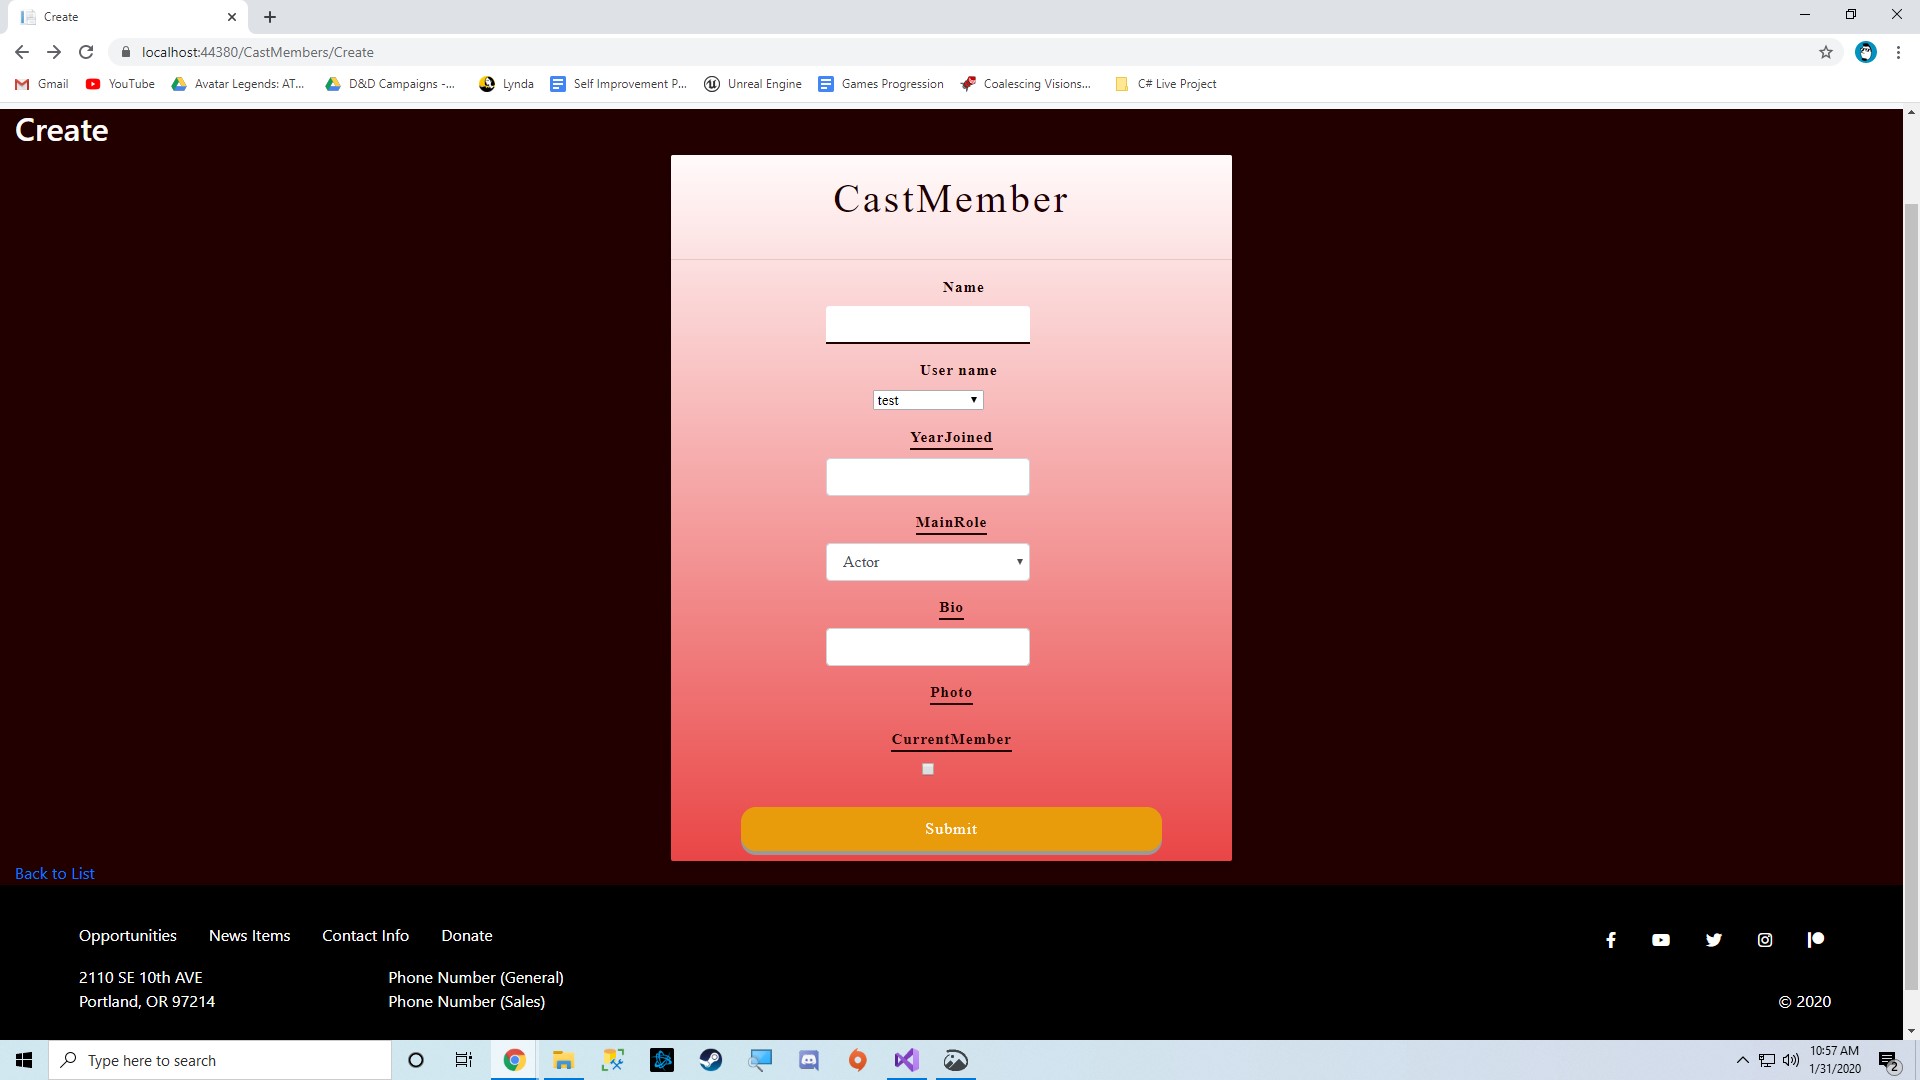 Create
localhost:44380/CastMembers/Create
Gmail YouTube Avatar Legends: AT... D&D Campaigns -... Lynda Self Improvement P... Unreal Engine Games Progression Coalescing Visions... C# Live Project
Create
CastMember
Name
User name
test
YearJoined
MainRole
Actor
Bio
Photo
CurrentMember
Submit
Back to List
Opportunities News Items Contact Info Donate
2110 SE 10th AVE Phone Number (General)
Portland, OR 97214 Phone Number (Sales)
© 2020
Type here to search
10:57 AM
1/31/2020
2